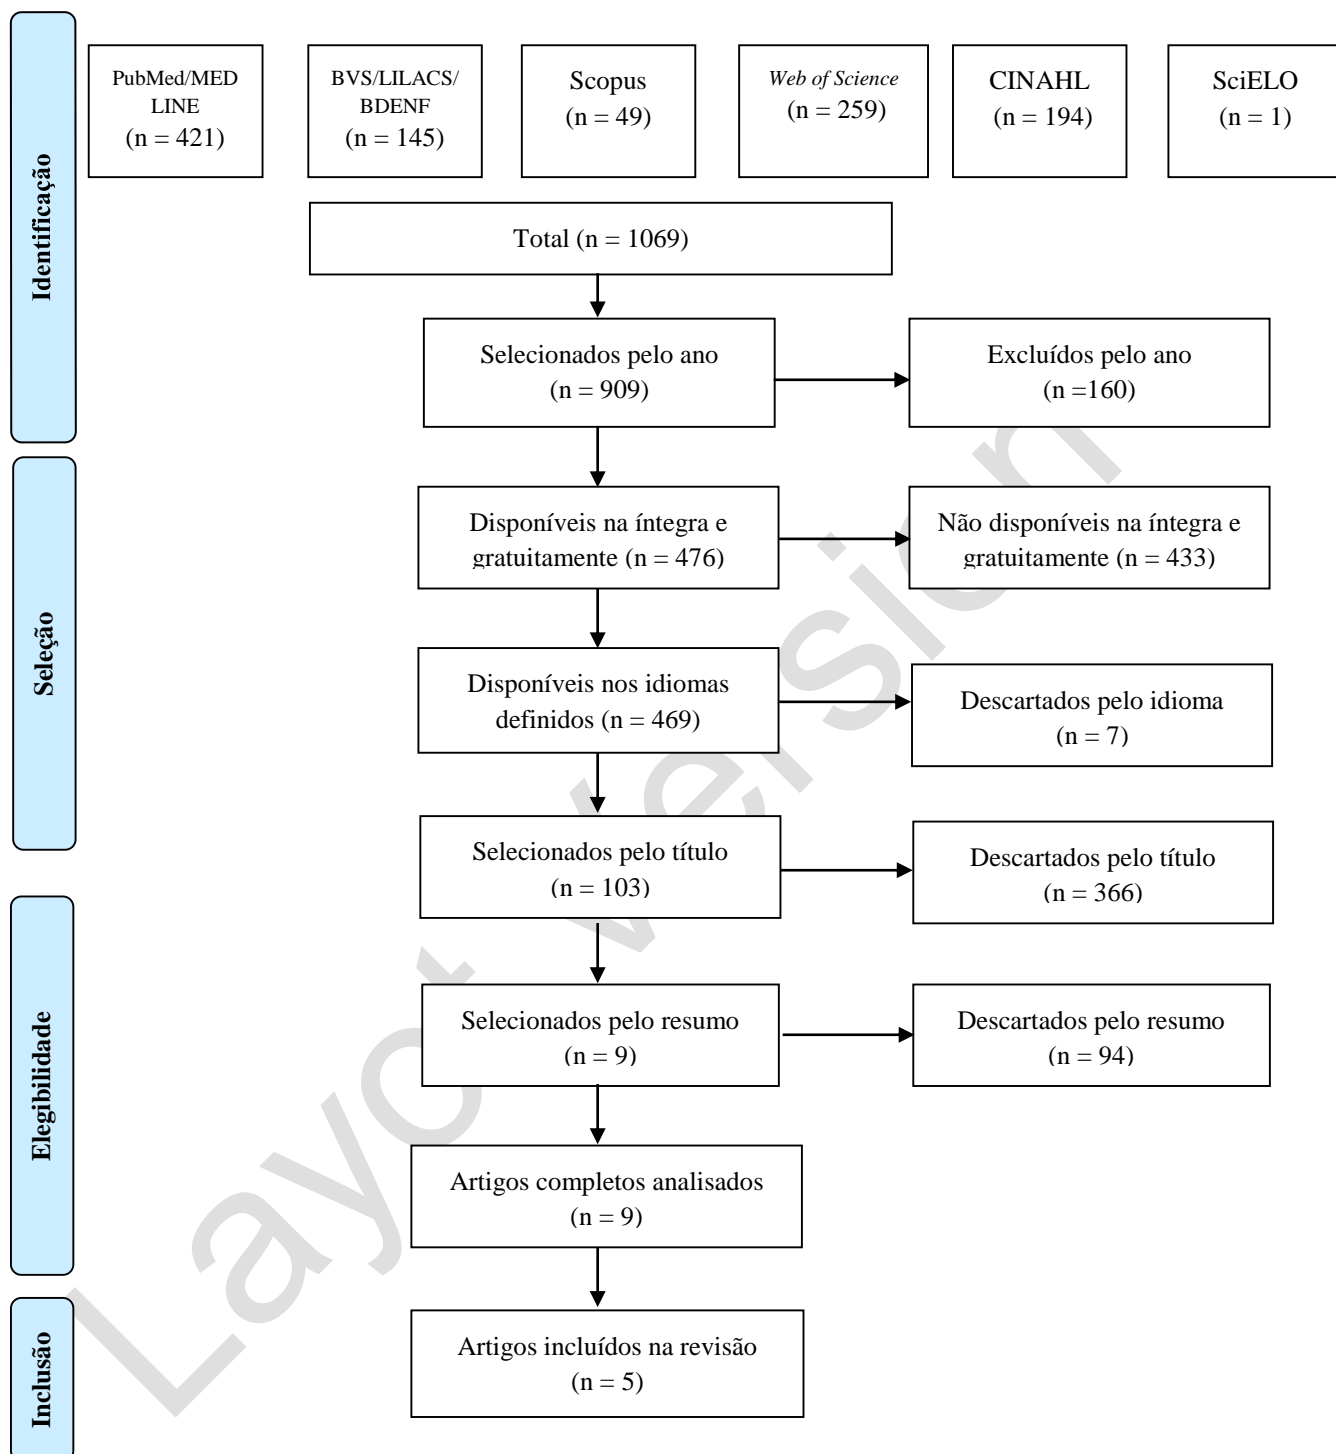 Identificação
PubMed/MED
LINE
(n = 421)
BVS/LILACS/
BDENF
(n = 145)
Scopus
(n = 49)
Web of Science
(n = 259)
CINAHL
(n = 194)
SciELO
(n = 1)
Total (n = 1069)
Selecionados pelo ano
(n = 909)
Excluídos pelo ano
(n =160)
Seleção
Disponíveis na íntegra e
gratuitamente (n = 476)
Não disponíveis na íntegra e
gratuitamente (n = 433)
Disponíveis nos idiomas
definidos (n = 469)
Descartados pelo idioma
(n = 7)
Selecionados pelo título
(n = 103)
Descartados pelo título
(n = 366)
Elegibilidade
Selecionados pelo resumo
(n = 9)
Descartados pelo resumo
(n = 94)
Artigos completos analisados
(n = 9)
Inclusão
Artigos incluídos na revisão
(n = 5)